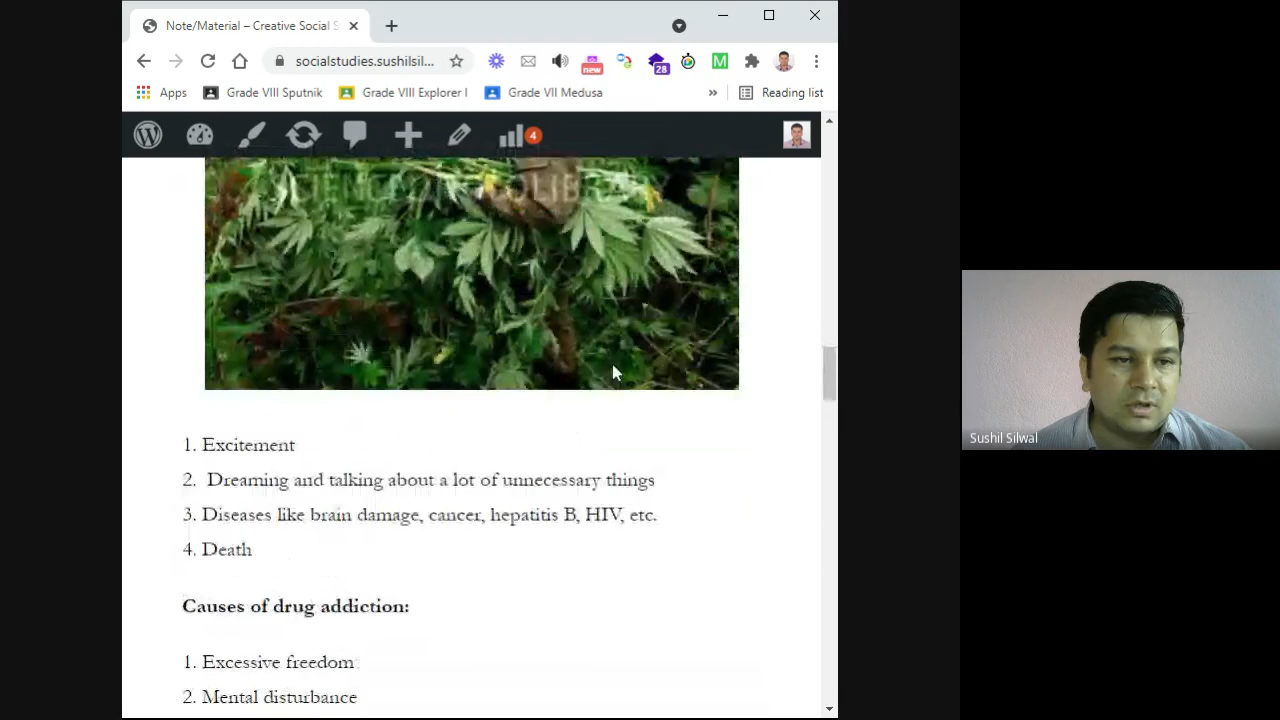 Note/Material – Creative Social S
socialstudies.sushilsil...
new
28
M
Apps
Grade VIII Sputnik
Grade VIII Explorer I
Grade VII Medusa
»
Reading list
4
1. Excitement
2. Dreaming and talking about a lot of unnecessary things
3. Diseases like brain damage, cancer, hepatitis B, HIV, etc.
4. Death
Causes of drug addiction:
1. Excessive freedom
2. Mental disturbance
Sushil Silwal